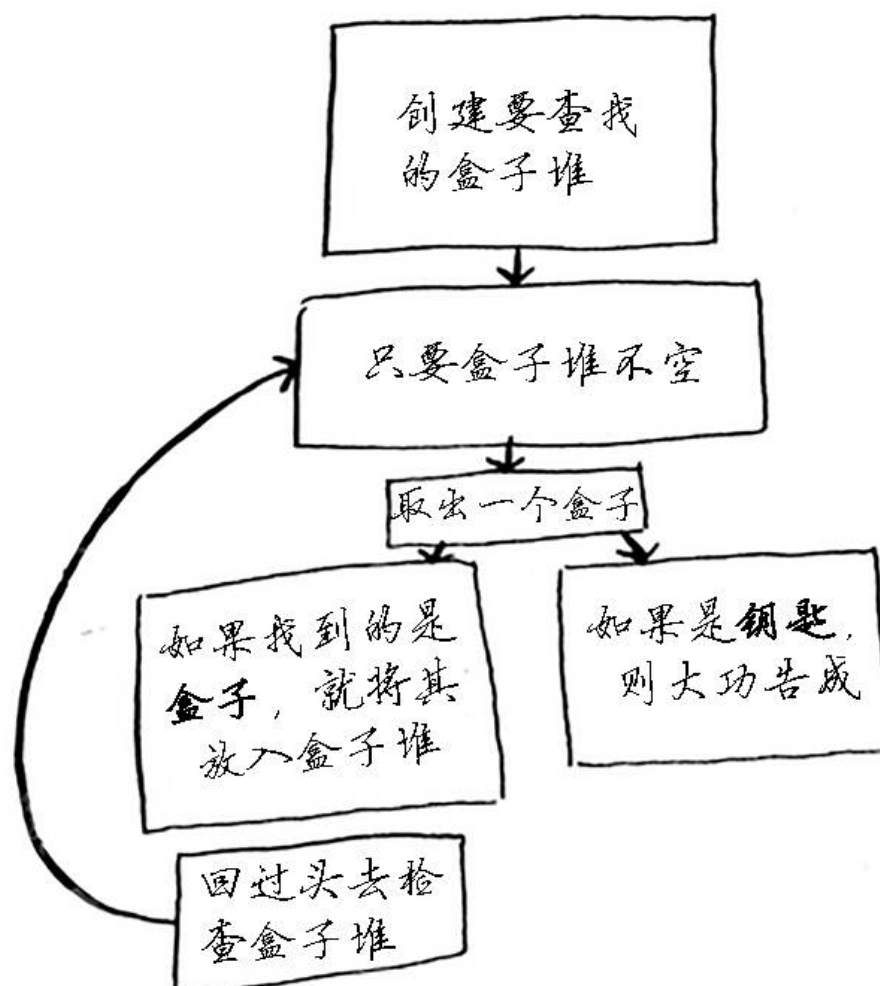 创建要查找
的盒子堆
只要盒子堆不空
取出一个盒子
如果找到的是
盒子，就将其
放入盒子堆
如果是钥匙，
则大功告成
回过头去检
查盒子堆